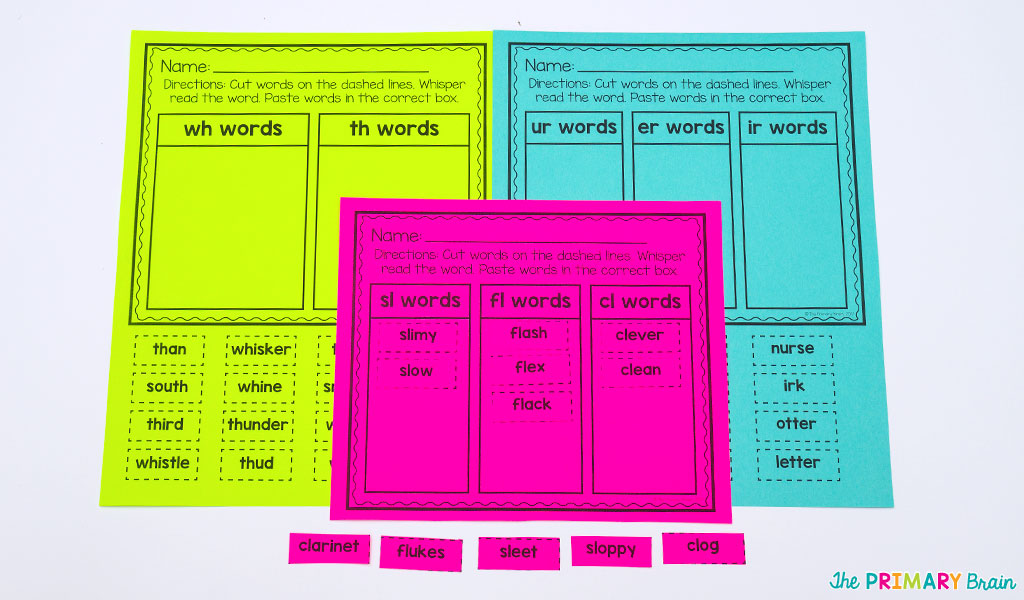 Name:
Directions: Cut words on the dashed lines. Whisper
read the word. Paste words in the correct box.
wh words
th words
than
whisker
south
whine
third
thunder
whistle
thud
Name:
Directions: Cut words on the dashed lines. Whisper
read the word. Paste words in the correct box.
ur words
er words
ir words
nurse
irk
otter
letter
Name:
Directions: Cut words on the dashed lines. Whisper
read the word. Paste words in the correct box.
sl words
fl words
cl words
slimy
flash
clever
slow
flex
clean
flack
clarinet
flukes
sleet
sloppy
clog
The PRIMARY Brain